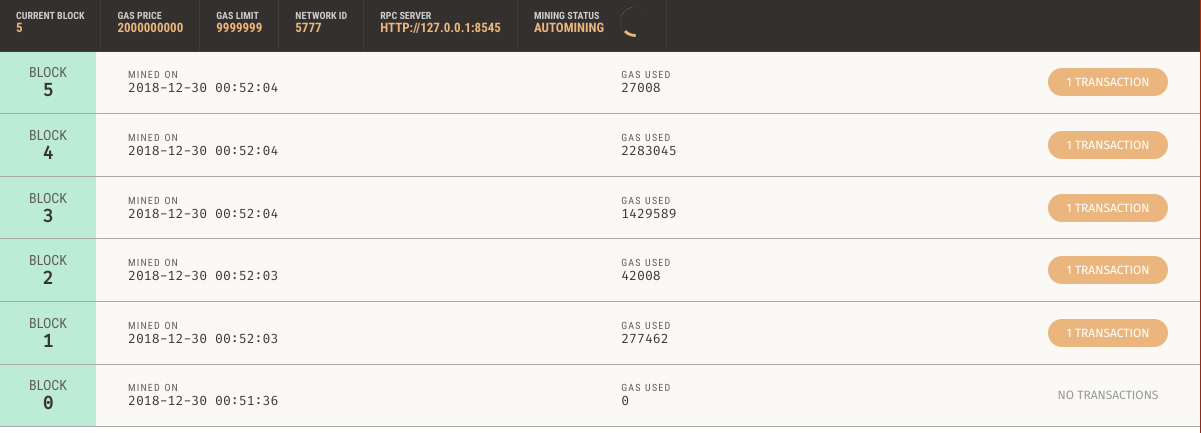 CURRENT BLOCK GAS PRICE GAS LIMIT NETWORK ID RPC SERVER MINING STATUS
5 2000000000 9999999 5777 HTTP://127.0.0.1:8545 AUTOMINING
BLOCK MINED ON GAS USED
5 2018-12-30 00:52:04 27008 1 TRANSACTION
BLOCK MINED ON GAS USED
4 2018-12-30 00:52:04 2283045 1 TRANSACTION
BLOCK MINED ON GAS USED
3 2018-12-30 00:52:04 1429589 1 TRANSACTION
BLOCK MINED ON GAS USED
2 2018-12-30 00:52:03 42008 1 TRANSACTION
BLOCK MINED ON GAS USED
1 2018-12-30 00:52:03 277462 1 TRANSACTION
BLOCK MINED ON GAS USED
0 2018-12-30 00:51:36 0 NO TRANSACTIONS